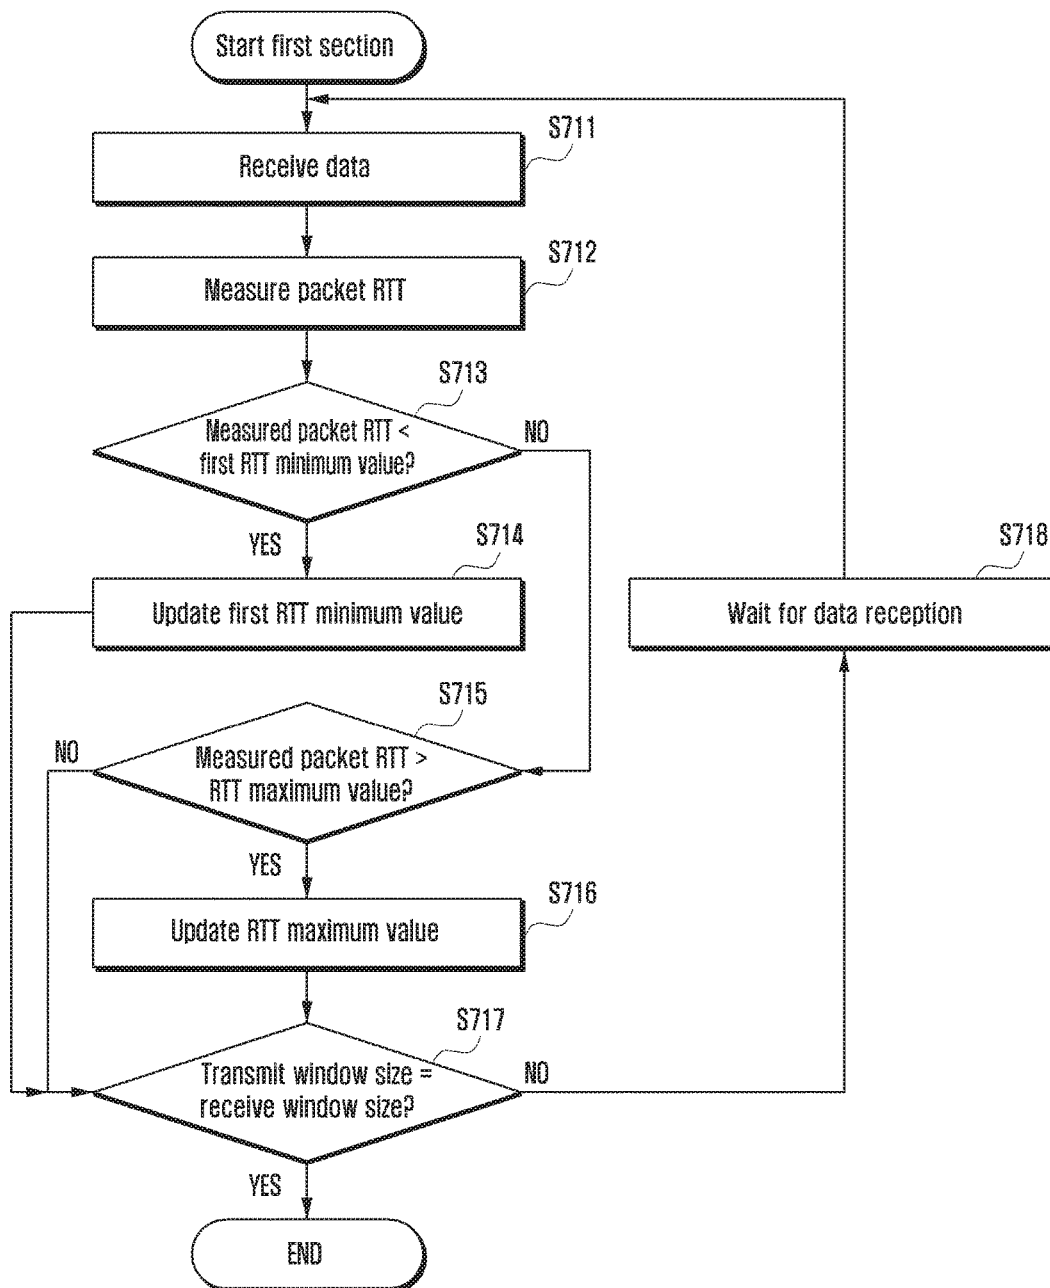 Start first section
S711
Receive data
S712
Measure packet RTT
S713
Measured packet RTT <
first RTT minimum value?
NO
YES
S714
Update first RTT minimum value
S718
Wait for data reception
S715
NO
Measured packet RTT >
RTT maximum value?
YES
S716
Update RTT maximum value
S717
Transmit window size =
receive window size?
NO
YES
END